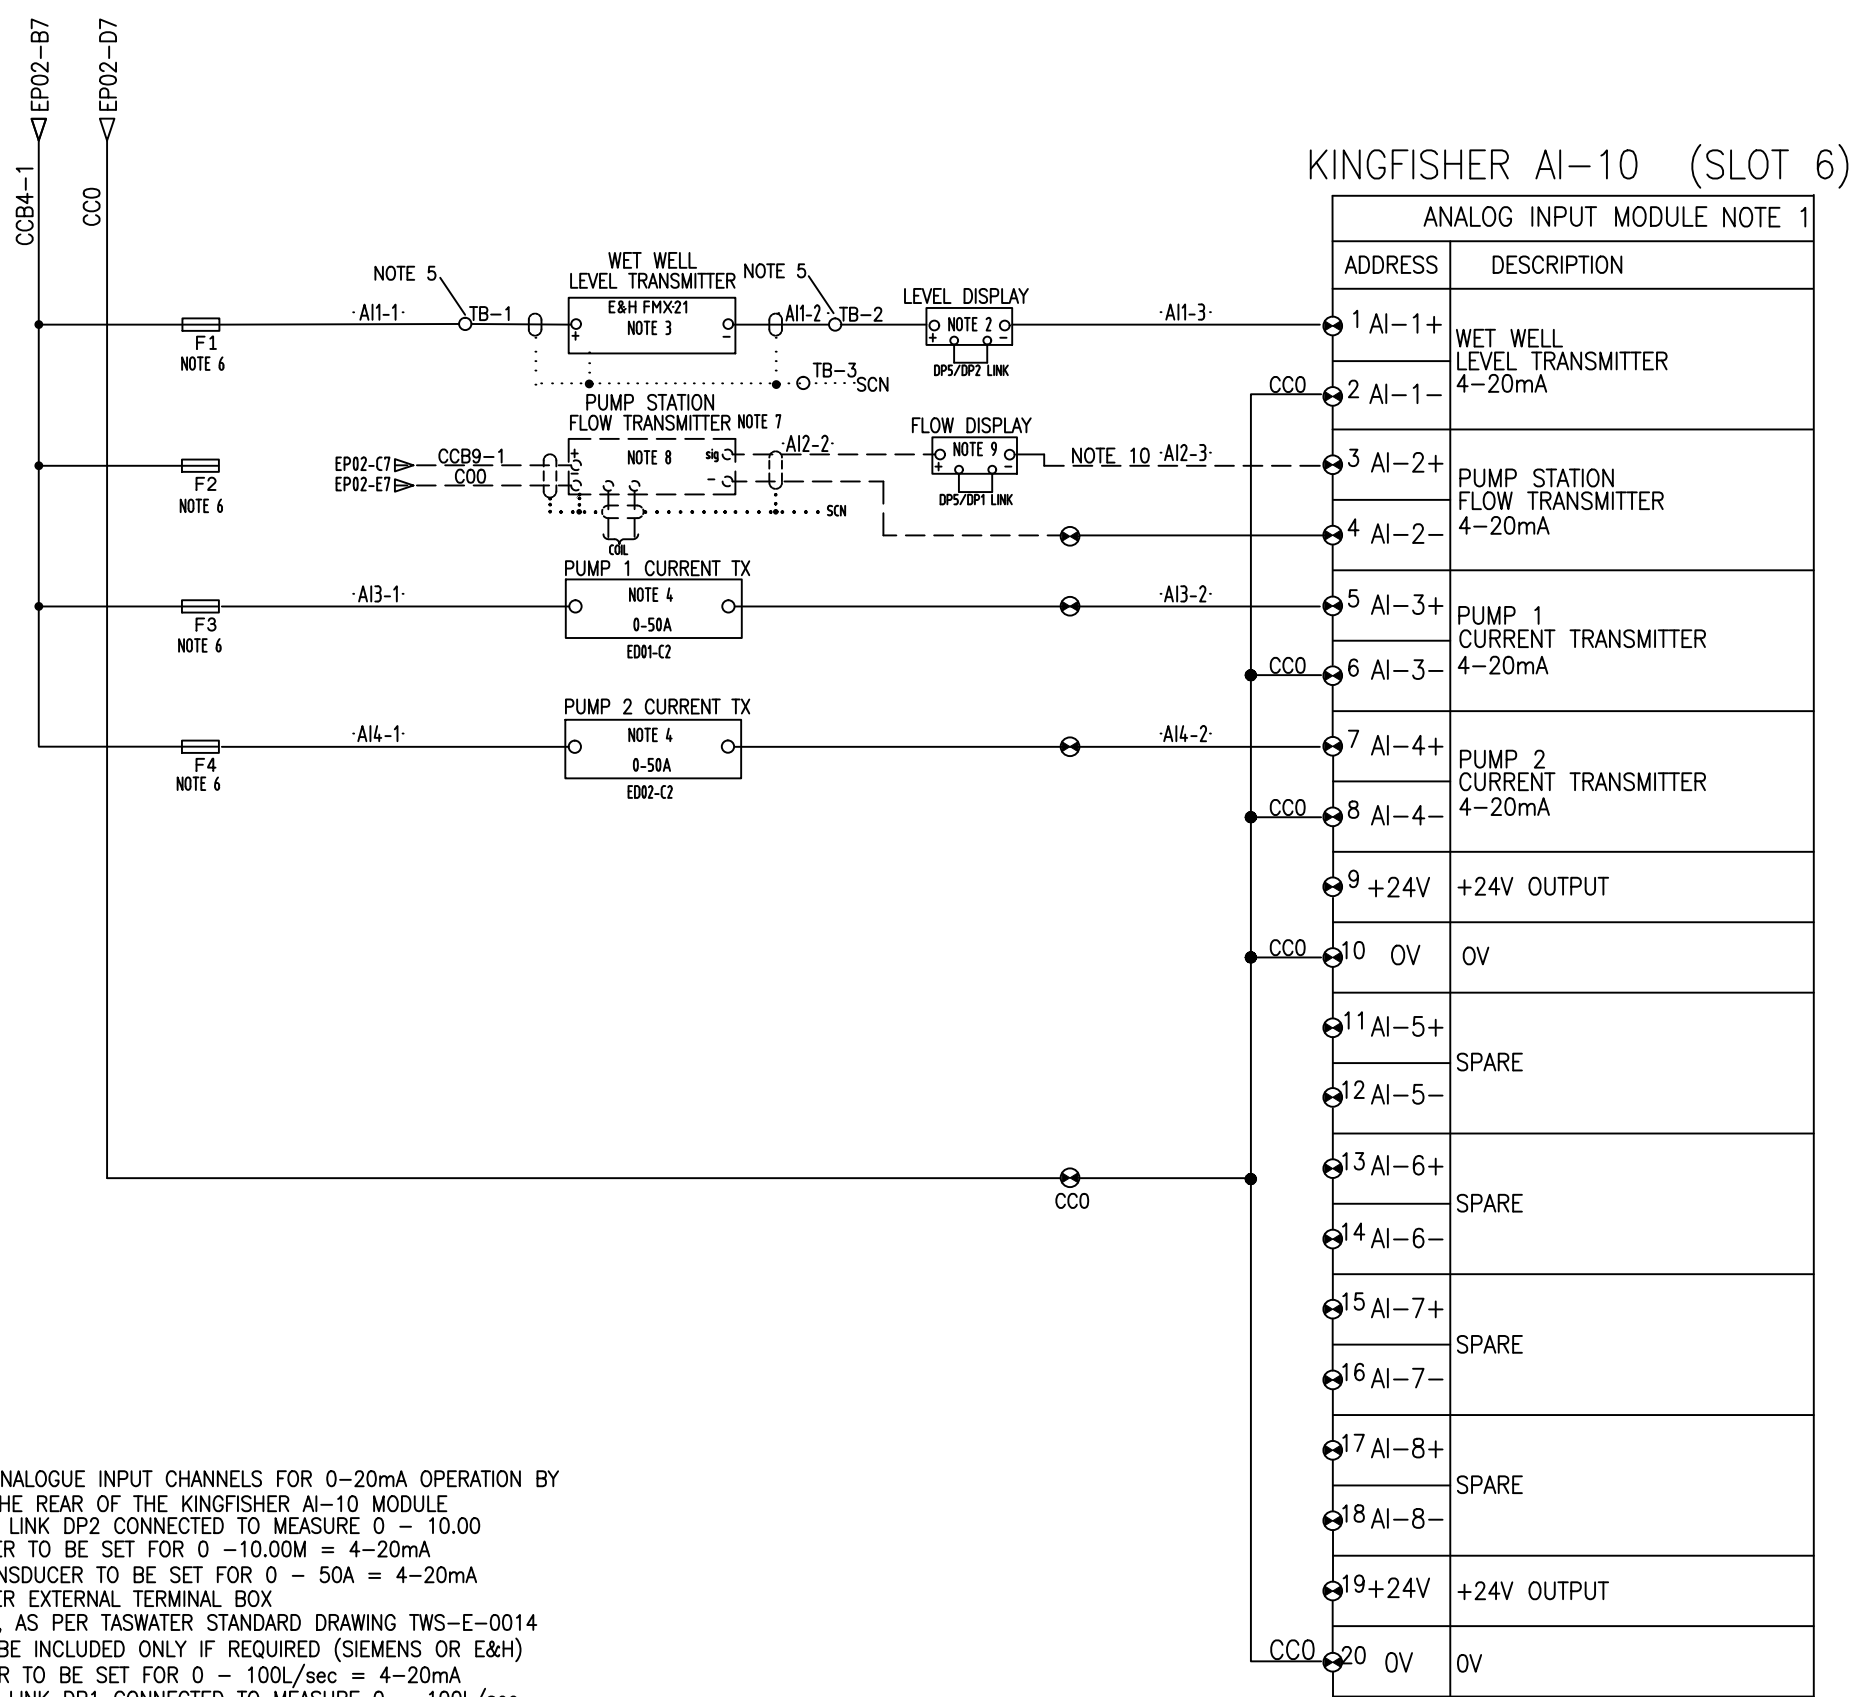 EP02-B7
EP02-D7
CCB4-1
CC0
KINGFISHER AI-10 (SLOT 6)
ANALOG INPUT MODULE NOTE 1
ADDRESS DESCRIPTION
NOTE 5
WET WELL
LEVEL TRANSMITTER
NOTE 5
LEVEL DISPLAY
F1
NOTE 6
·AI1-1·
TB-1
E&H FMX21
NOTE 3
+ -
·AI1-2·
TB-2
NOTE 2
+ -
DP5/DP2 LINK
·AI1-3·
TB-3
SCN
1 AI-1+
CC0
2 AI-1-
WET WELL
LEVEL TRANSMITTER
4-20mA
PUMP STATION
FLOW TRANSMITTER NOTE 7
FLOW DISPLAY
F2
NOTE 6
EP02-C7
EP02-E7
CCB9-1
C00
NOTE 8
+ sig
- -
·AI2-2·
NOTE 9
+ -
DP5/DP1 LINK
NOTE 10 ·AI2-3·
SCN
COIL
3 AI-2+
4 AI-2-
PUMP STATION
FLOW TRANSMITTER
4-20mA
PUMP 1 CURRENT TX
F3
NOTE 6
·AI3-1·
NOTE 4
0-50A
ED01-C2
·AI3-2·
5 AI-3+
CC0
6 AI-3-
PUMP 1
CURRENT TRANSMITTER
4-20mA
PUMP 2 CURRENT TX
F4
NOTE 6
·AI4-1·
NOTE 4
0-50A
ED02-C2
·AI4-2·
7 AI-4+
CC0
8 AI-4-
PUMP 2
CURRENT TRANSMITTER
4-20mA
9 +24V +24V OUTPUT
CC0
10 0V 0V
11 AI-5+
12 AI-5-
SPARE
13 AI-6+
14 AI-6-
SPARE
CC0
15 AI-7+
16 AI-7-
SPARE
17 AI-8+
18 AI-8-
SPARE
19 +24V +24V OUTPUT
CC0
20 0V 0V
NALOGUE INPUT CHANNELS FOR 0-20mA OPERATION BY
HE REAR OF THE KINGFISHER AI-10 MODULE
LINK DP2 CONNECTED TO MEASURE 0 - 10.00
ER TO BE SET FOR 0 -10.00M = 4-20mA
NSDUCER TO BE SET FOR 0 - 50A = 4-20mA
ER EXTERNAL TERMINAL BOX
, AS PER TASWATER STANDARD DRAWING TWS-E-0014
BE INCLUDED ONLY IF REQUIRED (SIEMENS OR E&H)
R TO BE SET FOR 0 - 100L/sec = 4-20mA
LINK DP1 CONNECTED TO MEASURE 0 - 100L/sec